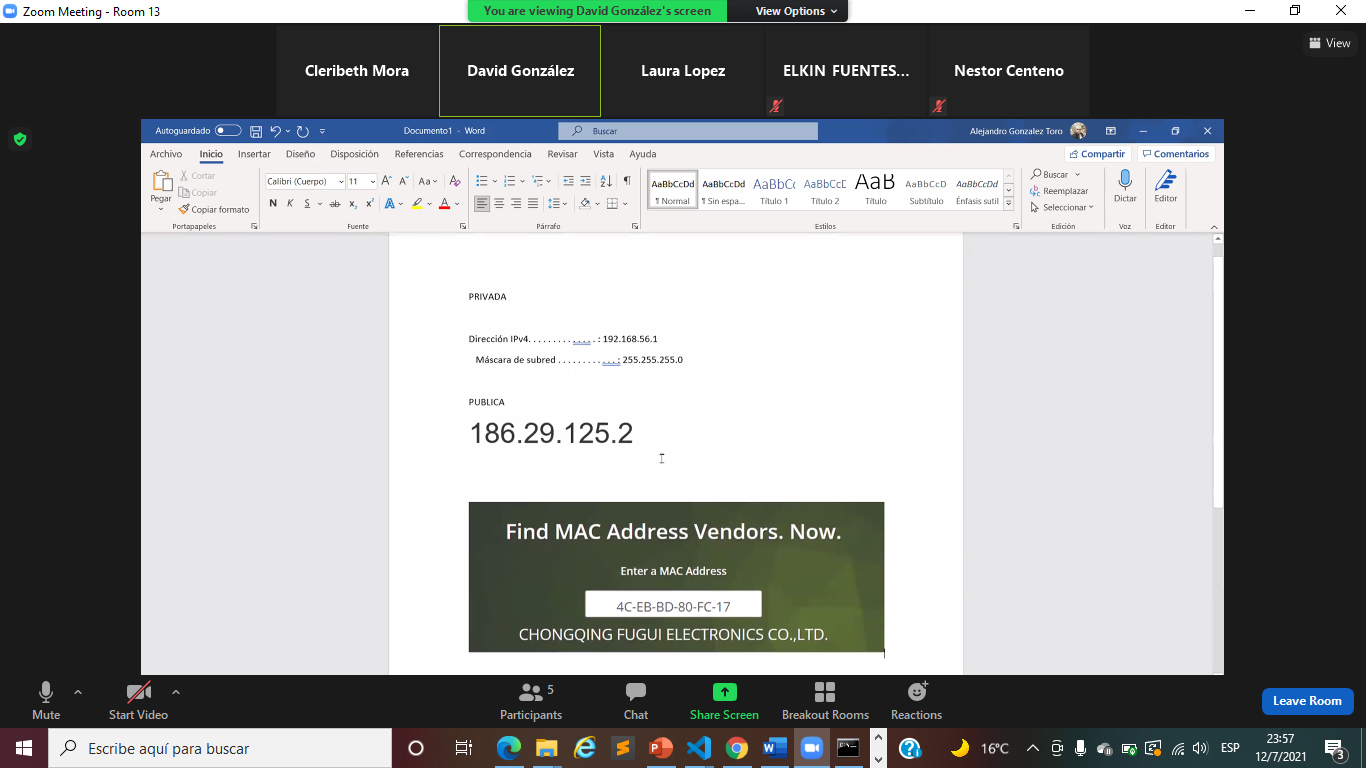 Zoom Meeting - Room 13
You are viewing David González's screen
View Options
View
Cleribeth Mora
David González
Laura Lopez
ELKIN FUENTES...
Nestor Centeno
Autoguardado
Documento1 - Word
Buscar
Alejandro Gonzalez Toro
Archivo Inicio Insertar Diseño Disposición Referencias Correspondencia Revisar Vista Ayuda
Compartir
Comentarios
Pegar
Cortar
Copiar
Copiar formato
Portapapeles
Calibri (Cuerpo) 11
A A Aa A
N K S ab x₂ x² A A
Fuente
Párrafo
AaBbCcDd AaBbCcDd AaBbCc AaBbCcD AaB AaBbCcD AaBbCcDd
¶ Normal ¶ Sin espa... Título 1 Título 2 Título Subtítulo Énfasis sutil
Estilos
Buscar
Reemplazar
Seleccionar
Edición
Dictar
Voz
Editor
Editor
PRIVADA
Dirección IPv4. . . . . . . . . . . . . . : 192.168.56.1
Máscara de subred . . . . . . . . . . . . : 255.255.255.0
PUBLICA
186.29.125.2
Find MAC Address Vendors. Now.
Enter a MAC Address
4C-EB-BD-80-FC-17
CHONGQING FUGUI ELECTRONICS CO.,LTD.
Mute
Start Video
5
Participants
Chat
Share Screen
Breakout Rooms
Reactions
Leave Room
Escribe aquí para buscar
16°C
ESP
23:57
12/7/2021
3